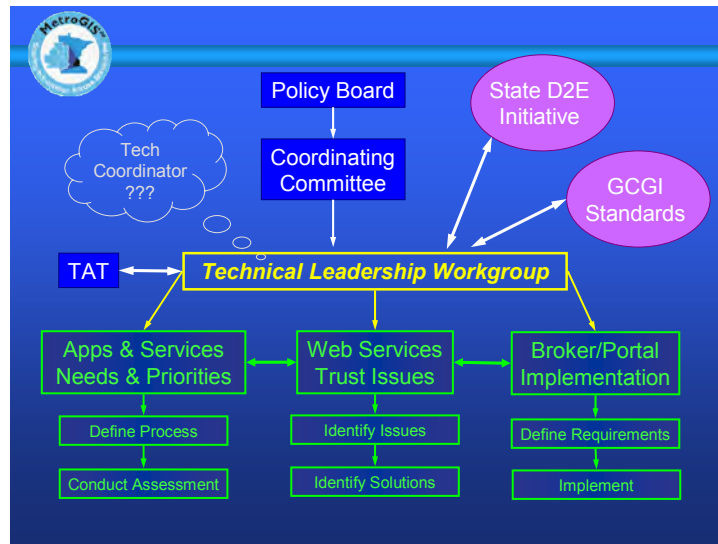 MetroGIS
Policy Board
State D2E
Initiative
Tech
Coordinator
???
Coordinating
Committee
GCGI
Standards
TAT
Technical Leadership Workgroup
Apps & Services
Needs & Priorities
Web Services
Trust Issues
Broker/Portal
Implementation
Define Process
Identify Issues
Define Requirements
Conduct Assessment
Identify Solutions
Implement